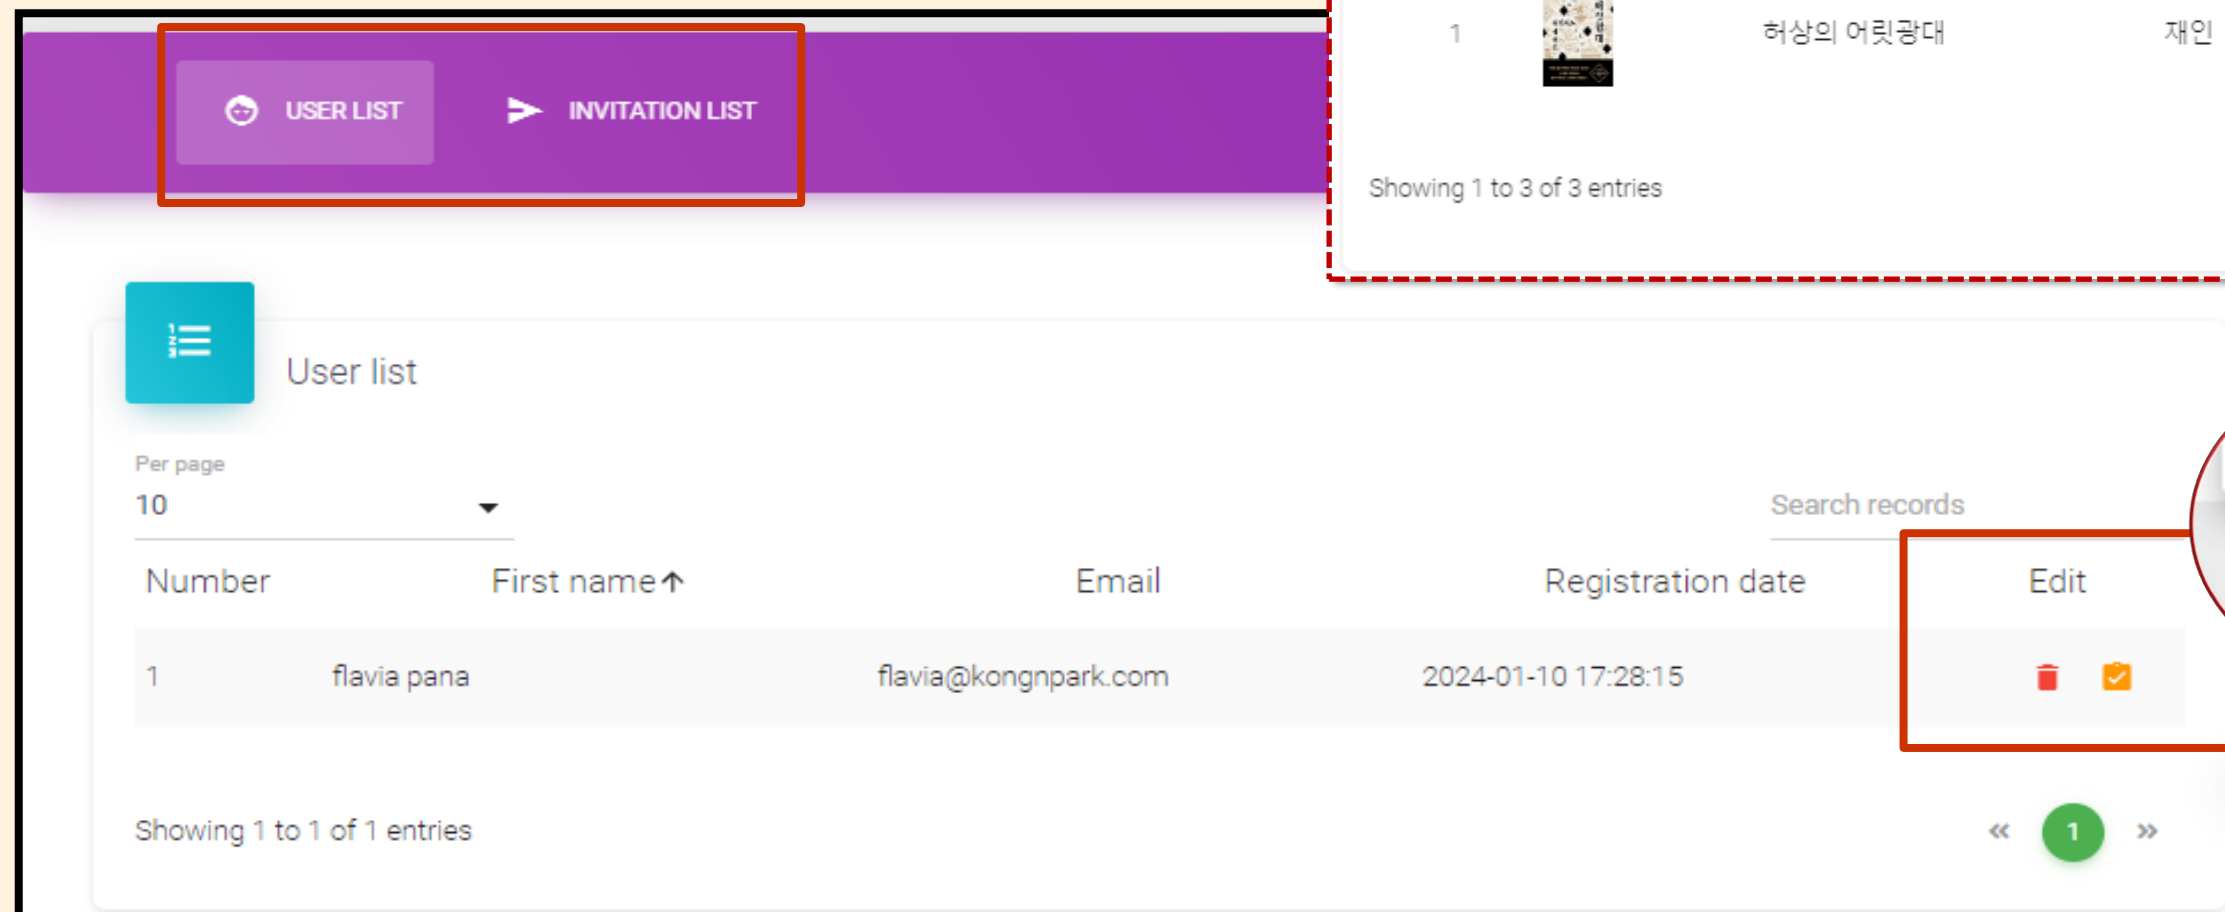 USER LIST INVITATION LIST
1 허상의 어릿광대 재인
Showing 1 to 3 of 3 entries
User list
Per page
10
Search records
Number First name↑ Email Registration date Edit
1 flavia pana flavia@kongnpark.com 2024-01-10 17:28:15
Showing 1 to 1 of 1 entries
« 1 »